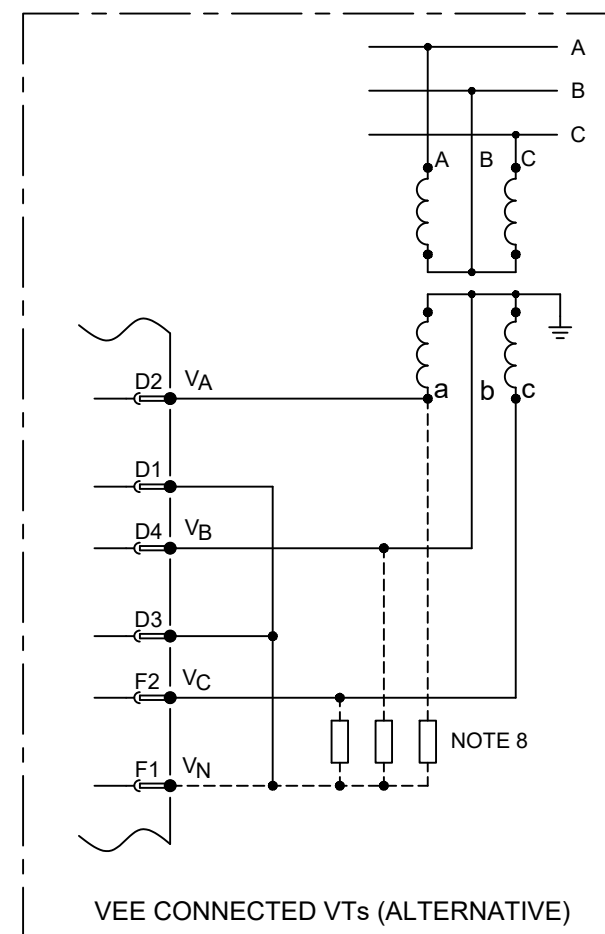 A
B
C
A B C
a b c
D2 VA
D1
D4 VB
D3
F2 VC
NOTE 8
F1 VN
VEE CONNECTED VTs (ALTERNATIVE)